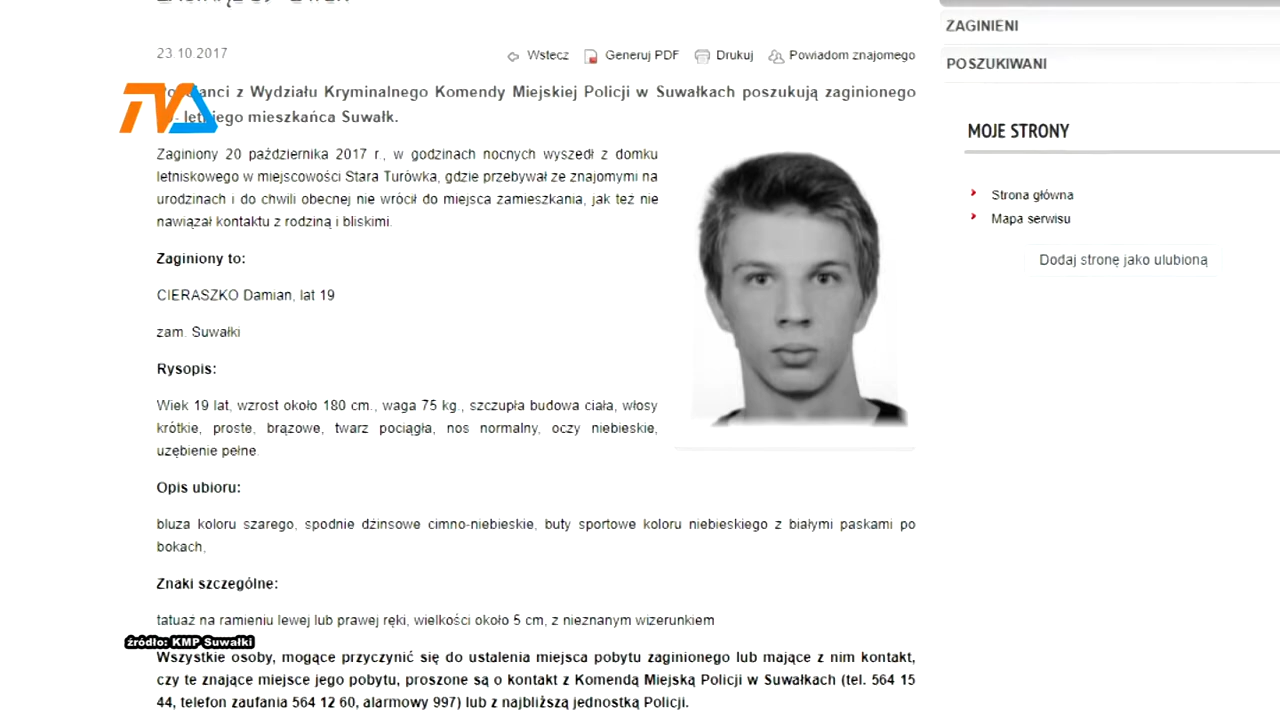 23.10.2017
Wstecz Generuj PDF Drukuj Powiadom znajomego
z Wydziału Kryminalnego Komendy Miejskiej Policji w Suwałkach poszukują zaginionego
mieszkańca Suwałk.
TVA
Zaginiony 20 października 2017 r., w godzinach nocnych wyszedł z domku
letniskowego w miejscowości Stara Turówka, gdzie przebywał ze znajomymi na
urodzinach i do chwili obecnej nie wrócił do miejsca zamieszkania, jak też nie
nawiązał kontaktu z rodziną i bliskimi.
Zaginiony to:
CIERASZKO Damian, lat 19
zam. Suwałki
Rysopis:
Wiek 19 lat, wzrost około 180 cm., waga 75 kg., szczupła budowa ciała, włosy
krótkie, proste, brązowe, twarz pociągła, nos normalny, oczy niebieskie,
uzębienie pełne.
Opis ubioru:
bluza koloru szarego, spodnie dżinsowe cimno-niebieskie, buty sportowe koloru niebieskiego z białymi paskami po
bokach,
Znaki szczególne:
tatuaż na ramieniu lewej lub prawej ręki, wielkości około 5 cm, z nieznanym wizerunkiem
źródło: KMP Suwałki
Wszystkie osoby, mogące przyczynić się do ustalenia miejsca pobytu zaginionego lub mające z nim kontakt,
czy te znające miejsce jego pobytu, proszone są o kontakt z Komendą Miejską Policji w Suwałkach (tel. 564 15
44, telefon zaufania 564 12 60, alarmowy 997) lub z najbliższą jednostką Policji.
ZAGINIENI
POSZUKIWANI
MOJE STRONY
Strona główna
Mapa serwisu
Dodaj stronę jako ulubioną